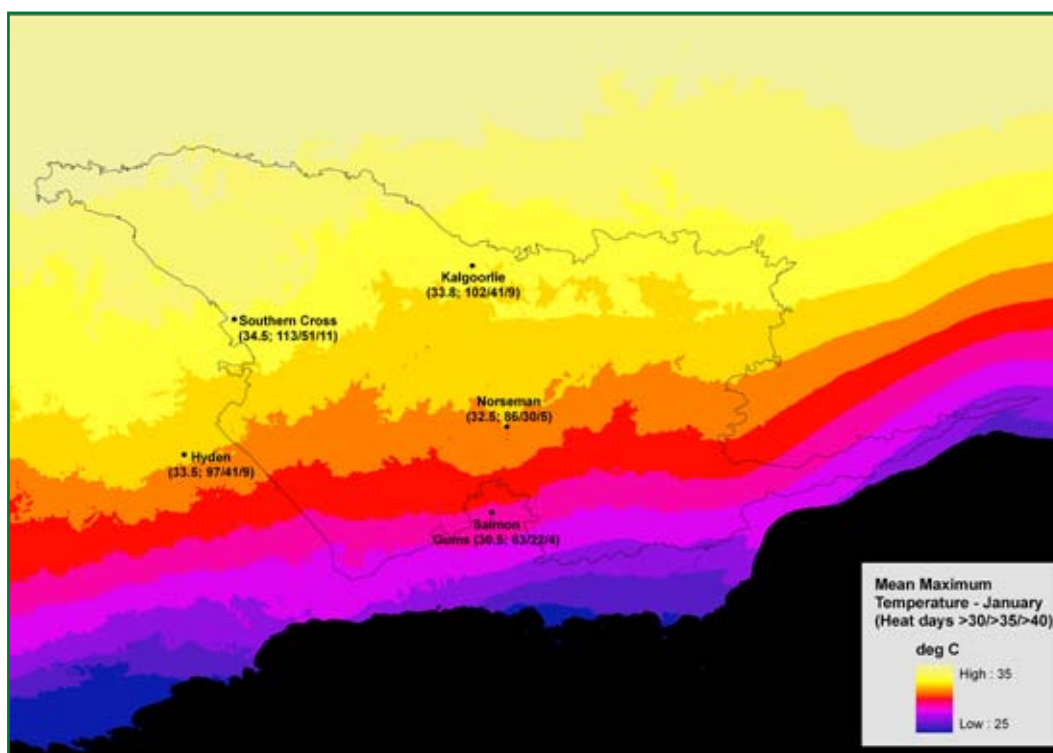 Kalgoorlie
(33.8; 102/41/9)
Southern Cross
(34.5; 113/51/11)
Norseman
(32.5; 86/30/5)
Hyden
(33.5; 97/41/9)
Salmon
Gums (30.5; 63/22/4)
Mean Maximum
Temperature - January
(Heat days >30/>35/>40)
deg C
High : 35
Low : 25